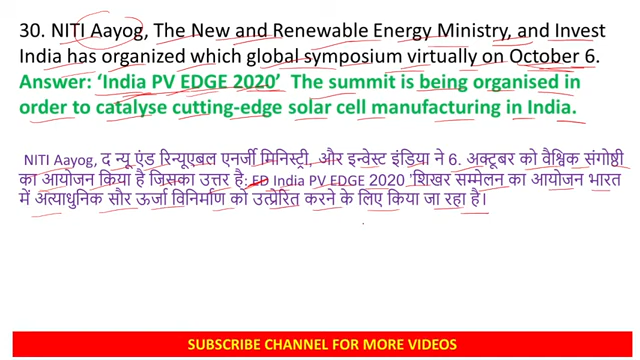 30. NITI Aayog, The New and Renewable Energy Ministry, and Invest
India has organized which global symposium virtually on October 6.
Answer: ‘India PV EDGE 2020’ The summit is being organised in
order to catalyse cutting-edge solar cell manufacturing in India.
NITI Aayog, द न्यू एंड रिन्यूएबल एनर्जी मिनिस्ट्री, और इन्वेस्ट इंडिया ने 6. अक्टूबर को वैश्विक संगोष्ठी
का आयोजन किया है जिसका उत्तर है: India PV EDGE 2020 'शिखर सम्मेलन का आयोजन भारत
में अत्याधुनिक सौर ऊर्जा विनिर्माण को उत्प्रेरित करने के लिए किया जा रहा है।
SUBSCRIBE CHANNEL FOR MORE VIDEOS